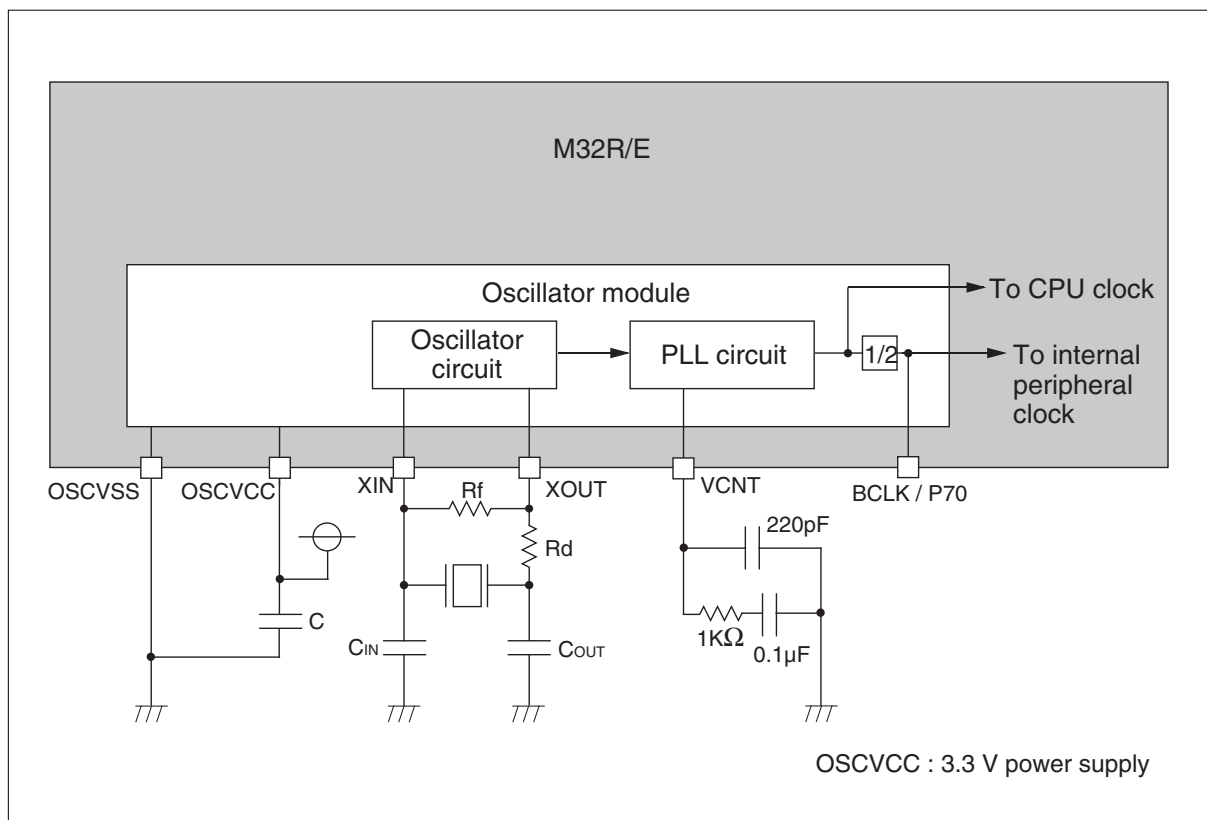 M32R/E
Oscillator module
To CPU clock
Oscillator
circuit
PLL circuit
1/2
To internal
peripheral
clock
OSCVSS
OSCVCC
XIN
XOUT
VCNT
BCLK / P70
Rf
220pF
Rd
C
1KΩ
0.1µF
CIN
COUT
OSCVCC : 3.3 V power supply